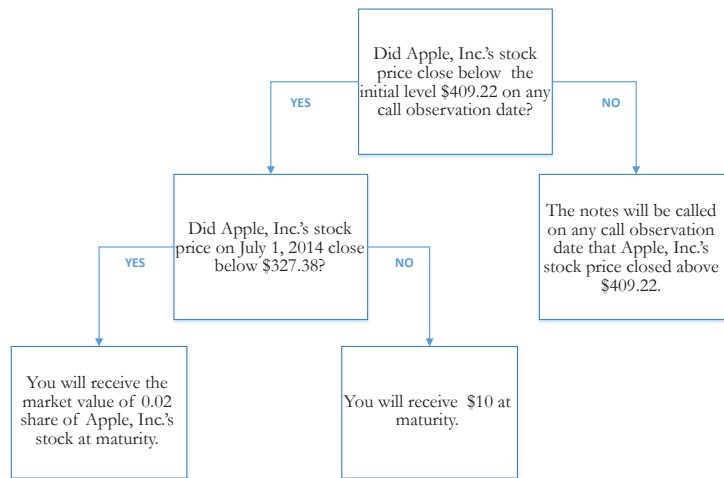 Did Apple, Inc.'s stock
price close below the
initial level $409.22 on any
call observation date?
YES
NO
Did Apple, Inc.'s stock
price on July 1, 2014 close
below $327.38?
The notes will be called
on any call observation
date that Apple, Inc.'s
stock price closed above
$409.22.
YES
NO
You will receive the
market value of 0.02
share of Apple, Inc.'s
stock at maturity.
You will receive $10 at
maturity.